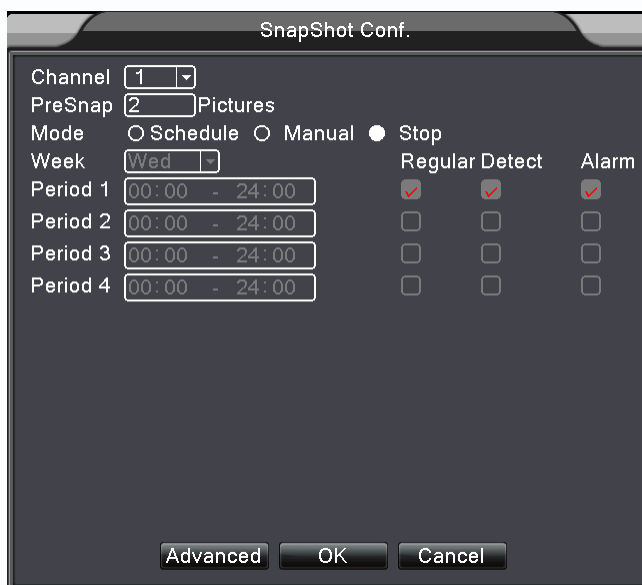 SnapShot Conf.
Channel 1
PreSnap 2 Pictures
Mode Schedule Manual Stop
Week Wed Regular Detect Alarm
Period 1 00:00 - 24:00
Period 2 00:00 - 24:00
Period 3 00:00 - 24:00
Period 4 00:00 - 24:00
Advanced OK Cancel